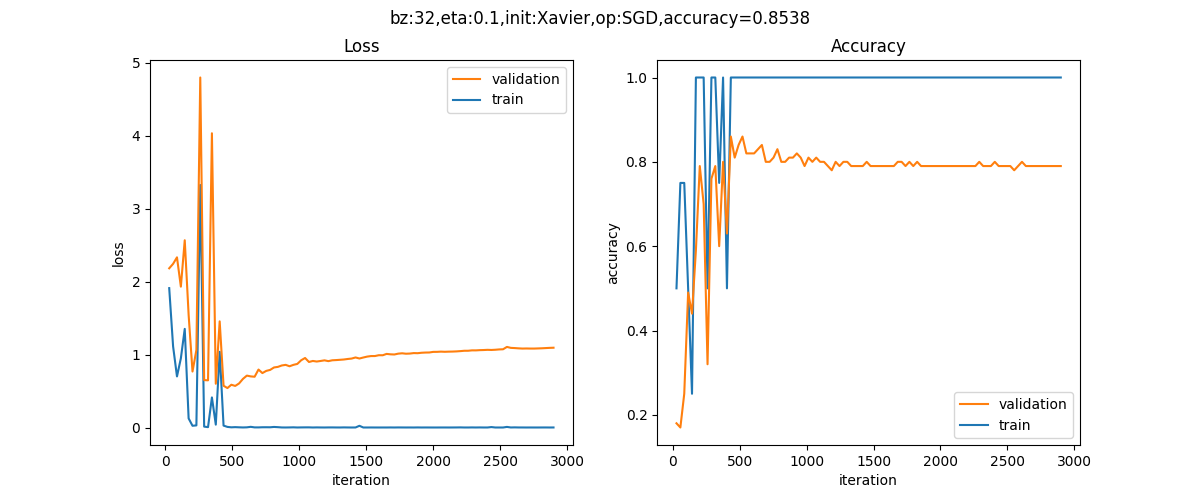 bz:32,eta:0.1,init:Xavier,op:SGD,accuracy=0.8538
Loss
5
4
3
2
1
0
loss
validation
train
0 500 1000 1500 2000 2500 3000
iteration
Accuracy
1.0
0.8
0.6
0.4
0.2
accuracy
validation
train
0 500 1000 1500 2000 2500 3000
iteration